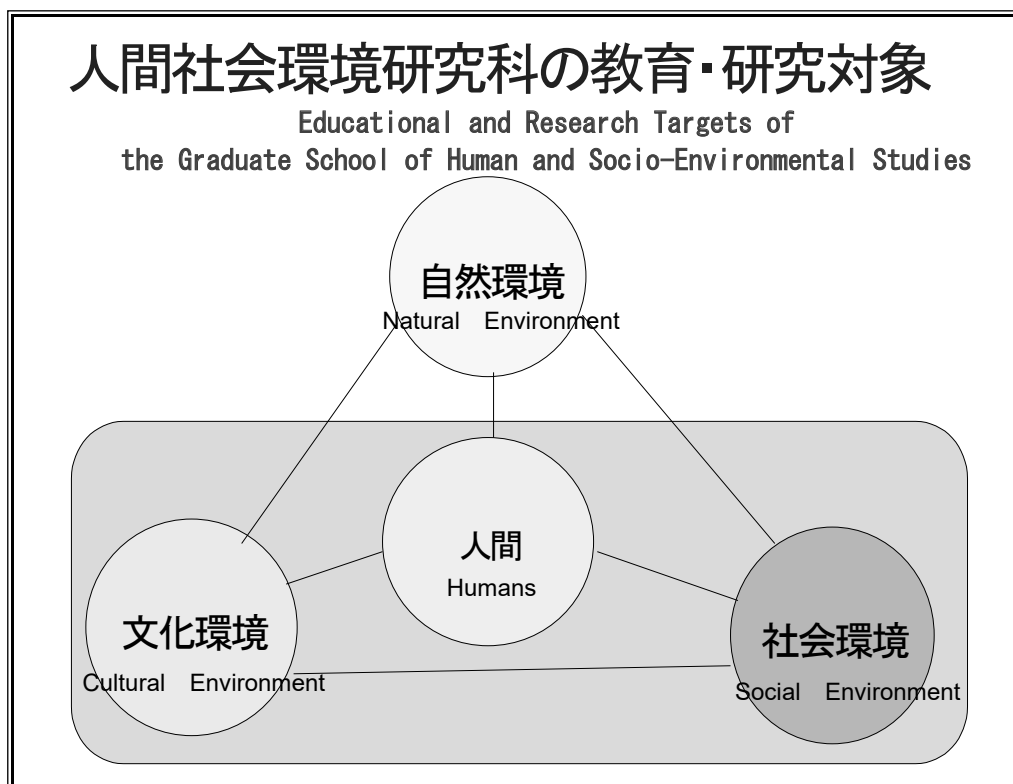 人間社会環境研究科の教育・研究対象
Educational and Research Targets of
the Graduate School of Human and Socio-Environmental Studies
自然環境
Natural Environment
人間
Humans
文化環境
Cultural Environment
社会環境
Social Environment